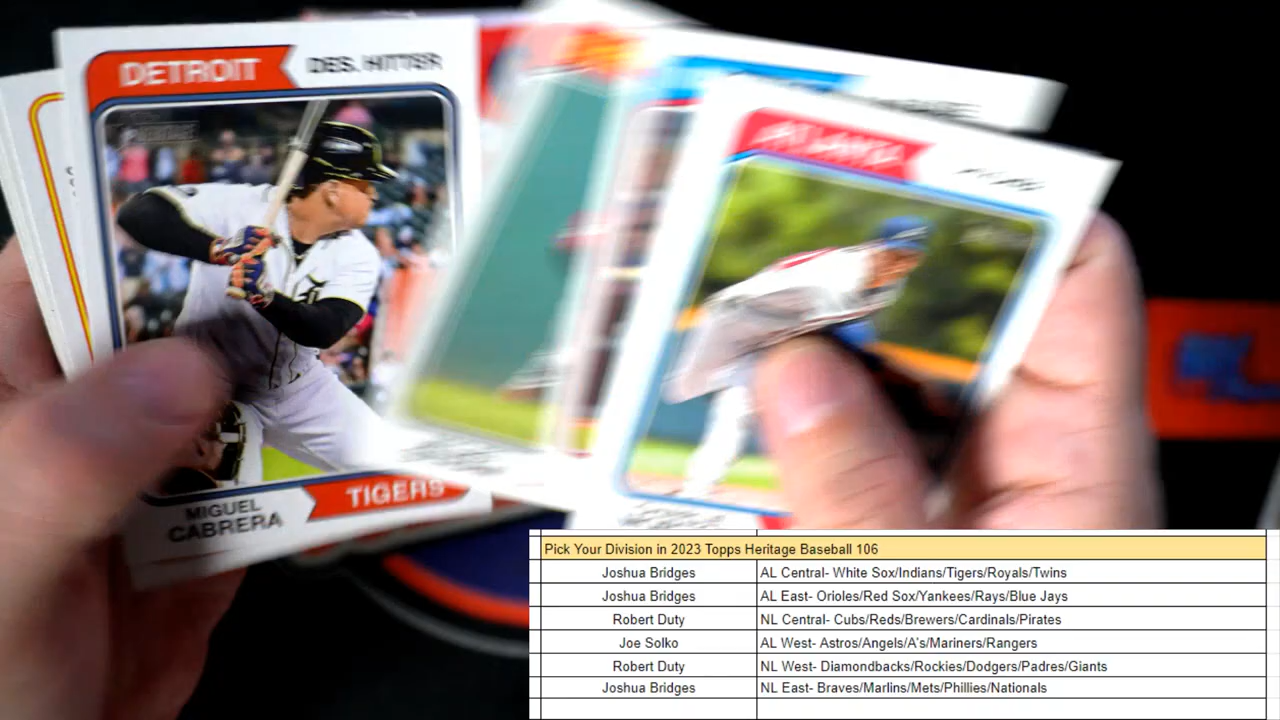 DETROIT
DES. HITTER
ATLANTA
MIGUEL
CABRERA
TIGERS
Pick Your Division in 2023 Topps Heritage Baseball 106
Joshua Bridges AL Central- White Sox/Indians/Tigers/Royals/Twins
Joshua Bridges AL East- Orioles/Red Sox/Yankees/Rays/Blue Jays
Robert Duty NL Central- Cubs/Reds/Brewers/Cardinals/Pirates
Joe Solko AL West- Astros/Angels/A's/Mariners/Rangers
Robert Duty NL West- Diamondbacks/Rockies/Dodgers/Padres/Giants
Joshua Bridges NL East- Braves/Marlins/Mets/Phillies/Nationals